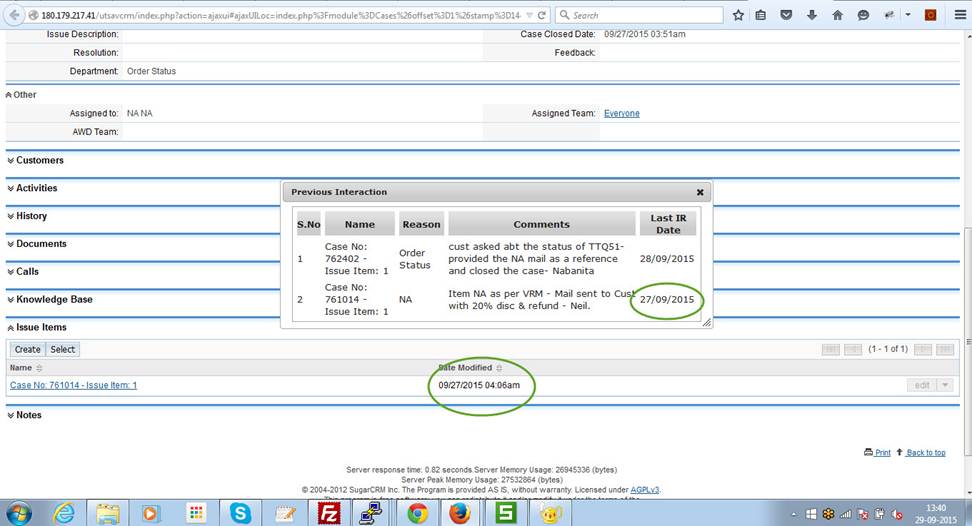 180.179.217.41/utsavcrm/index.php?action=ajaxui#ajaxUILoc=index.php%3Fmodule%3DCases%26offset%3D1%26stamp%3D14
Search
Issue Description:
Case Closed Date: 09/27/2015 03:51am
Resolution:
Feedback:
Department: Order Status
Other
Assigned to: NA NA
Assigned Team: Everyone
AWD Team:
Customers
Activities
History
Documents
Calls
Knowledge Base
Issue Items
Previous Interaction
S.No Name Reason Comments Last IR Date
1
Case No:
762402 -
Issue Item: 1
Order
Status
cust asked abt the status of TTQ51-
provided the NA mail as a reference
and closed the case- Nabanita
28/09/2015
2
Case No:
761014 -
Issue Item: 1
NA
Item NA as per VRM - Mail sent to Cust
with 20% disc & refund - Neil.
27/09/2015
Create Select
(1 - 1 of 1)
Name Date Modified
Case No: 761014 - Issue Item: 1 09/27/2015 04:06am edit
Notes
Print Back to top
Server response time: 0.82 seconds.Server Memory Usage: 26945336 (bytes)
Server Peak Memory Usage: 27532864 (bytes)
© 2004-2012 SugarCRM Inc. The Program is provided AS IS, without warranty. Licensed under AGPLv3.
13:40
29-09-2015